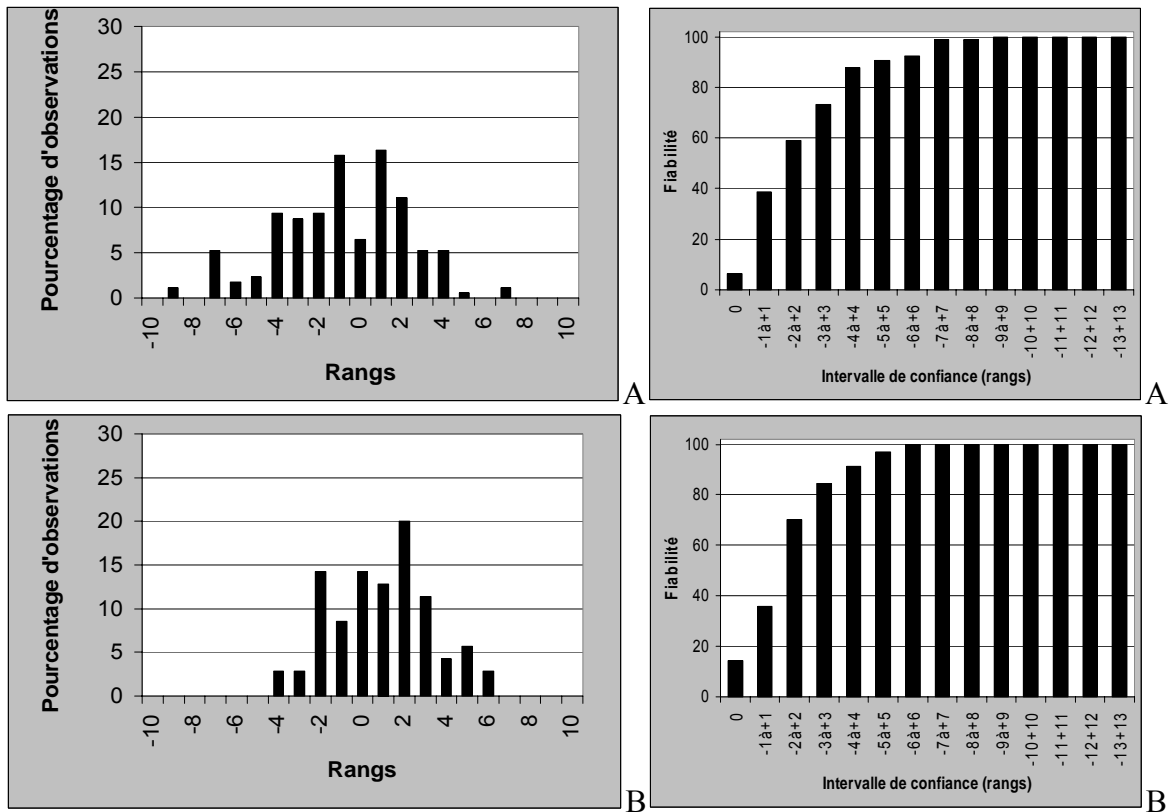 Pourcentage d'observations
30
25
20
15
10
5
0
-10
-8
-6
-4
-2
0
2
4
6
8
10
Rangs
A
Fiabilité
100
80
60
40
20
0
0
-1à+1
-2à+2
-3à+3
-4à+4
-5à+5
-6à+6
-7à+7
-8à+8
-9à+9
-10+10
-11+11
-12+12
-13+13
Intervalle de confiance (rangs)
A
Pourcentage d'observations
30
25
20
15
10
5
0
-10
-8
-6
-4
-2
0
2
4
6
8
10
Rangs
B
Fiabilité
100
80
60
40
20
0
0
-1à+1
-2à+2
-3à+3
-4à+4
-5à+5
-6à+6
-7à+7
-8à+8
-9à+9
-10+10
-11+11
-12+12
-13+13
Intervalle de confiance (rangs)
B